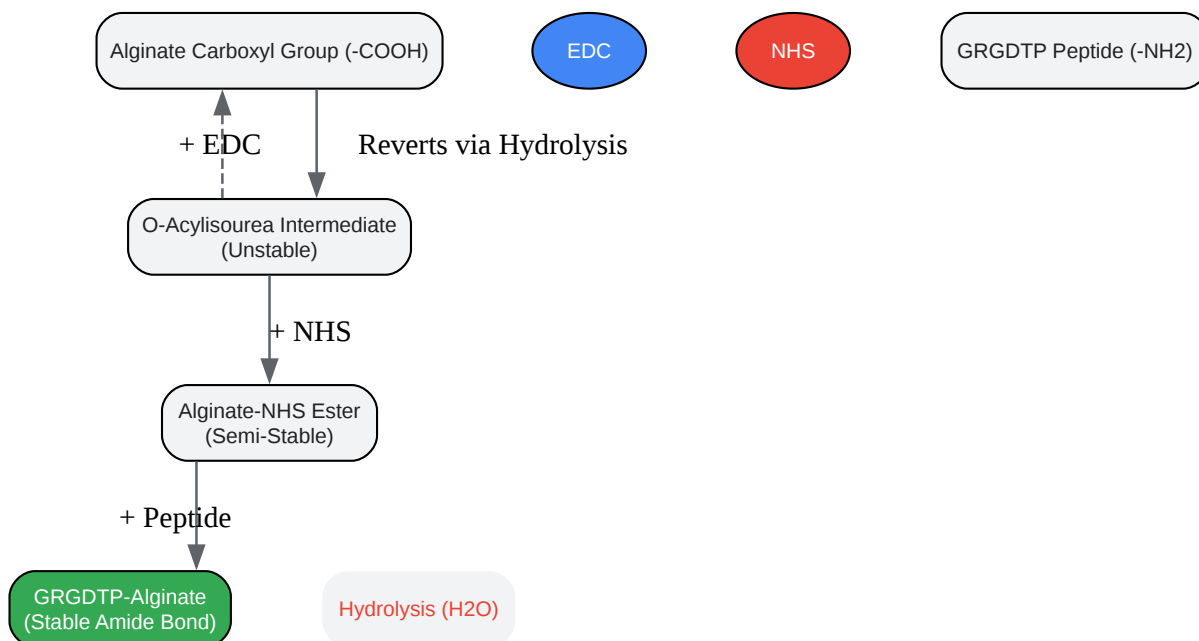 Alginate Carboxyl Group (-COOH)
EDC
NHS
GRGDTP Peptide (-NH2)
+ EDC
Reverts via Hydrolysis
O-Acylisourea Intermediate
(Unstable)
+ NHS
Alginate-NHS Ester
(Semi-Stable)
+ Peptide
GRGDTP-Alginate
(Stable Amide Bond)
Hydrolysis (H2O)